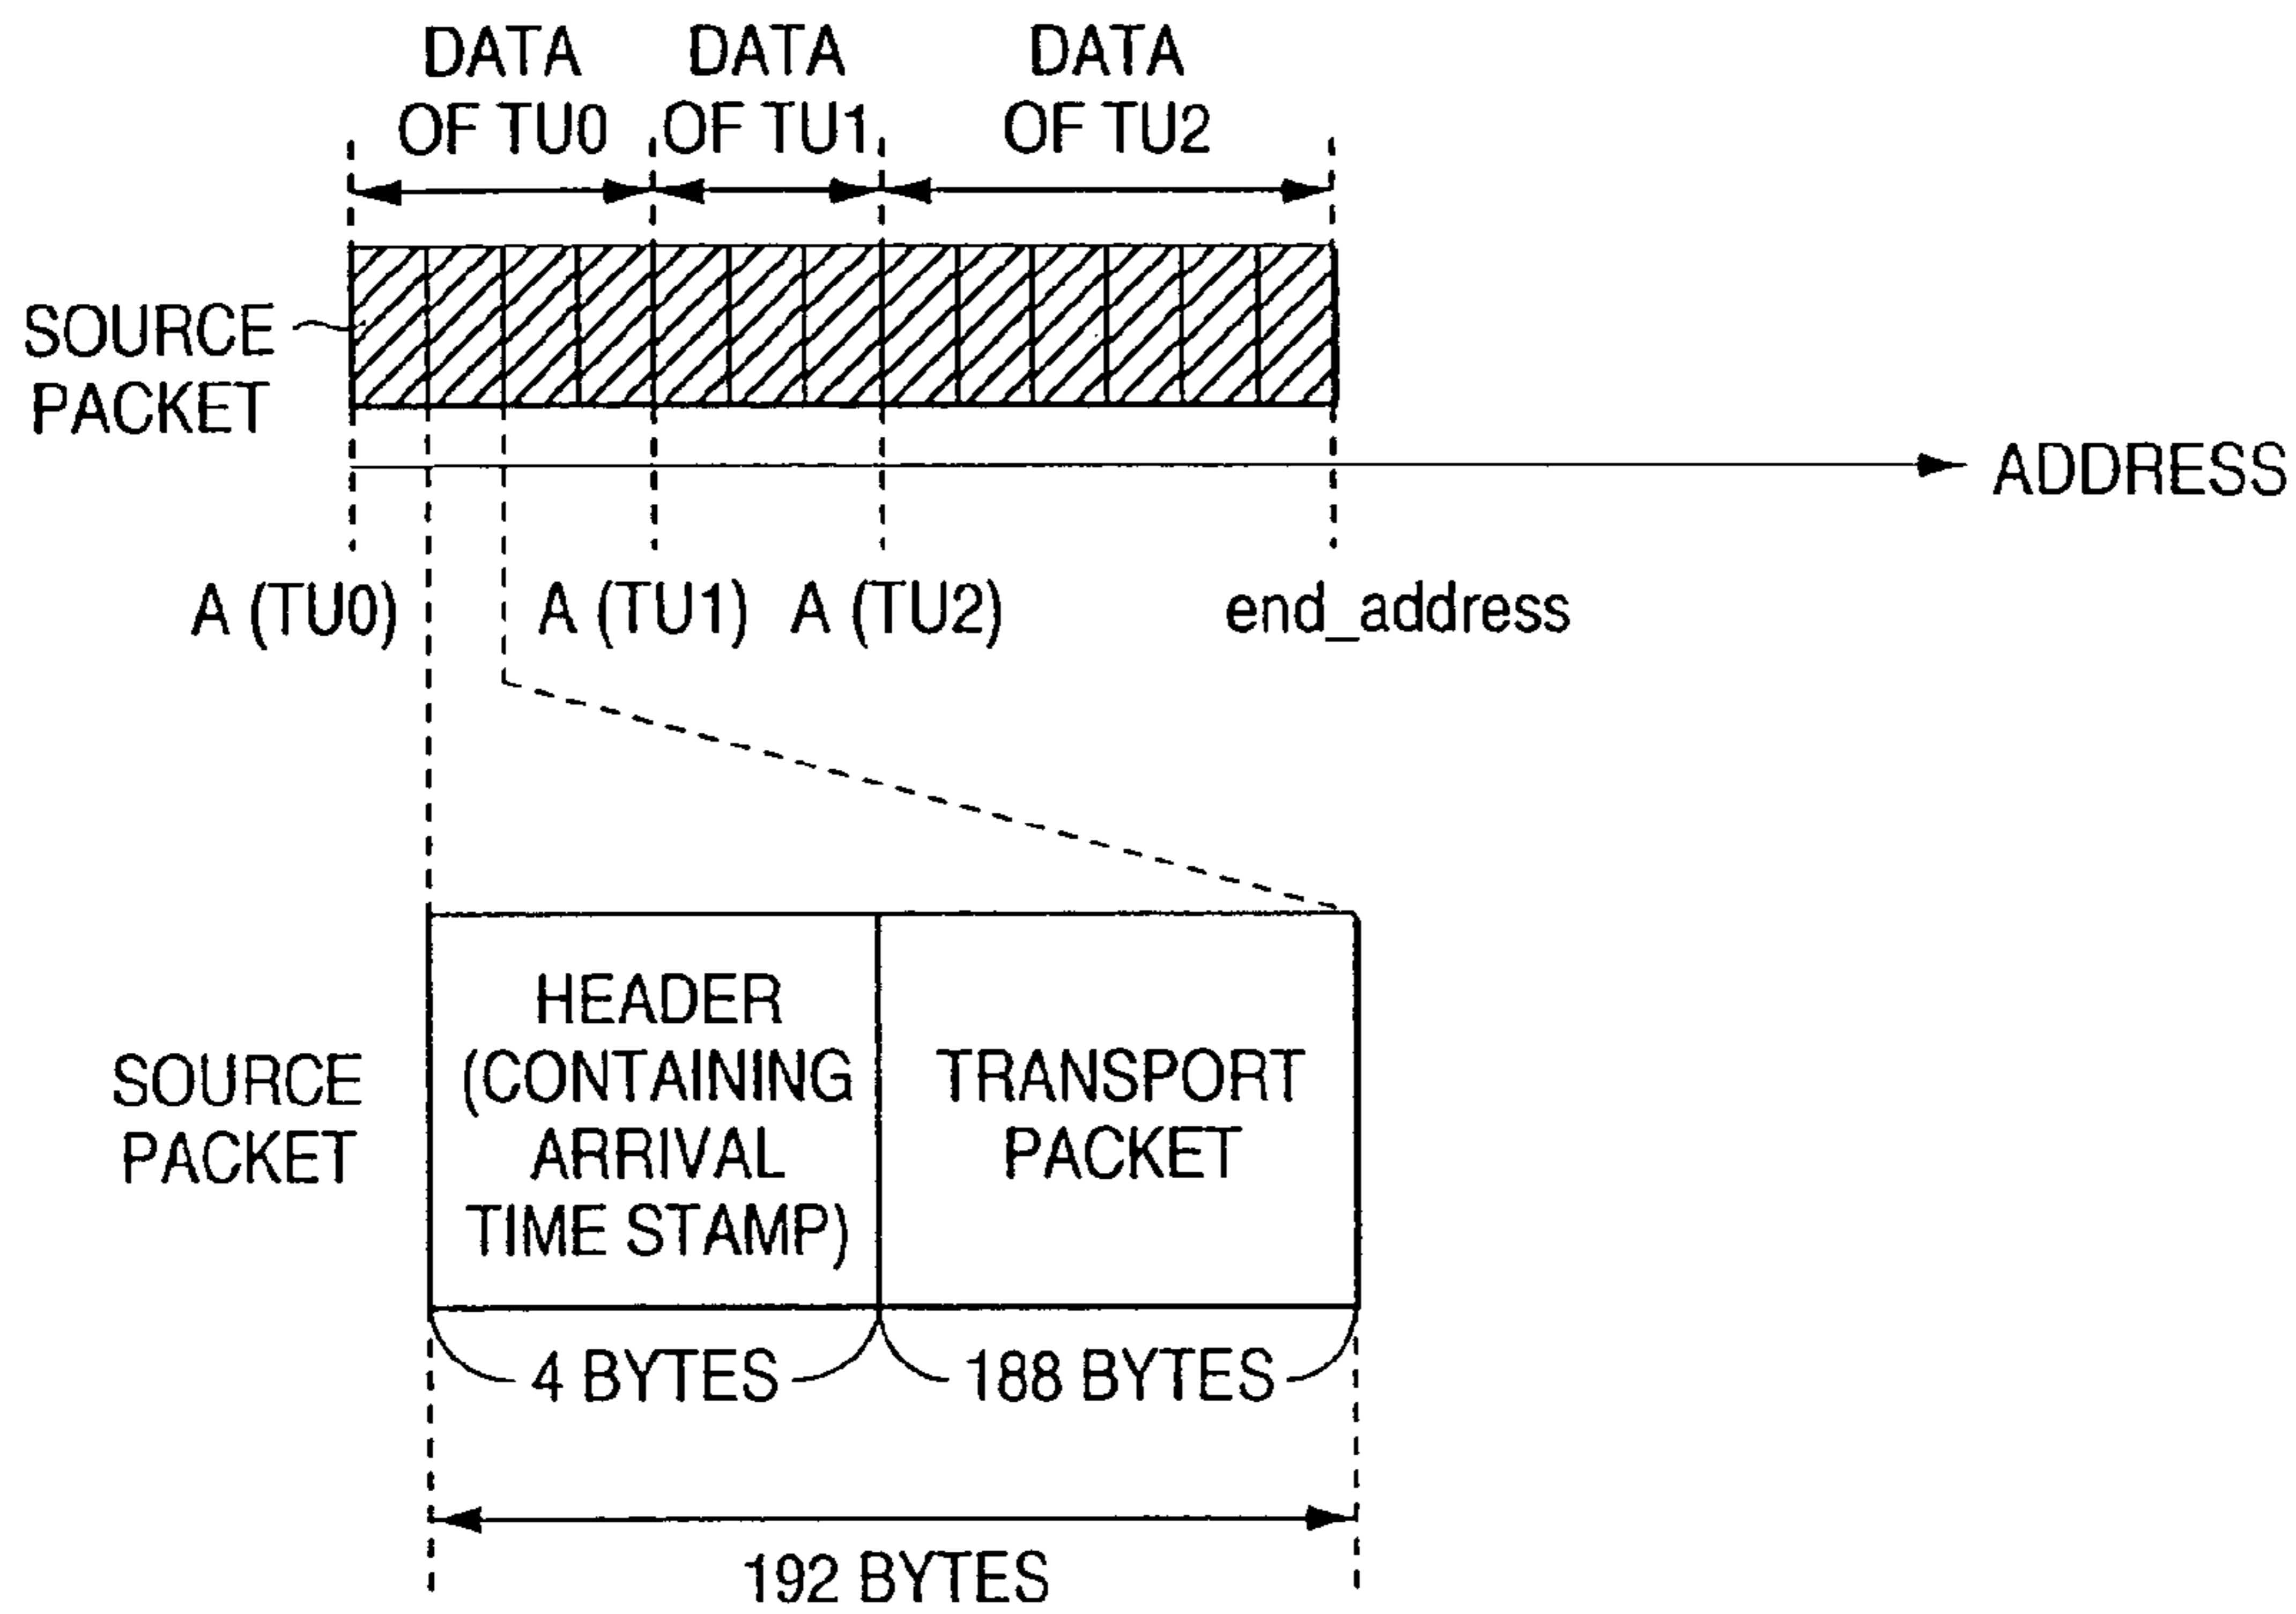 DATA
OF TU0
DATA
OF TU1
DATA
OF TU2
SOURCE
PACKET
ADDRESS
A (TU0)
A (TU1)
A (TU2)
end_address
SOURCE
PACKET
HEADER
(CONTAINING
ARRIVAL
TIME STAMP)
TRANSPORT
PACKET
4 BYTES
188 BYTES
192 BYTES